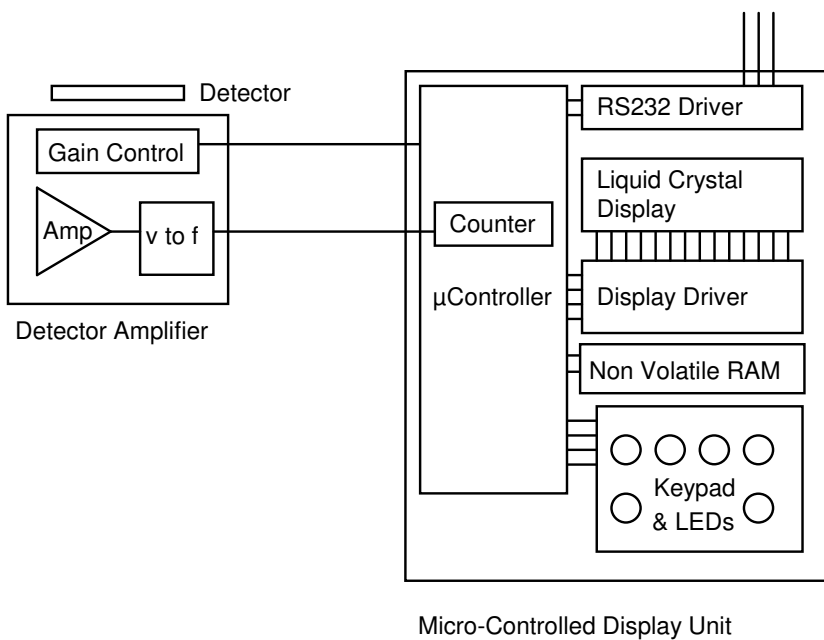 Detector
Gain Control
Amp
v to f
Detector Amplifier
Counter
µController
RS232 Driver
Liquid Crystal
Display
Display Driver
Non Volatile RAM
Keypad
& LEDs
Micro-Controlled Display Unit